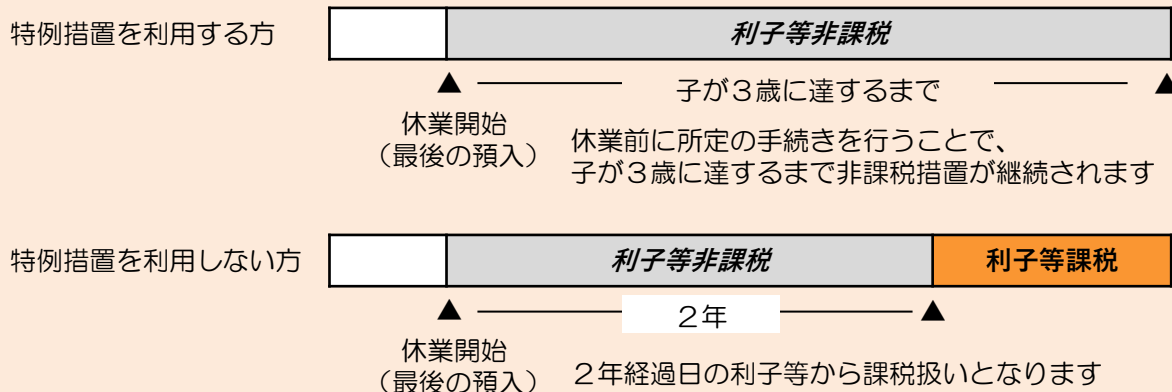 特例措置を利用する方
利子等非課税
▲ ▲
子が３歳に達するまで
休業開始
（最後の預入）
休業前に所定の手続きを行うことで、
子が３歳に達するまで非課税措置が継続されます
特例措置を利用しない方
利子等非課税
利子等課税
▲ ２年 ▲
休業開始
（最後の預入）
２年経過日の利子等から課税扱いとなります